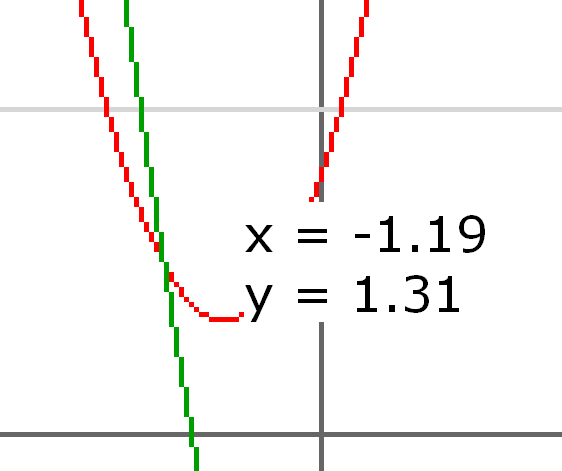 x = -1.19
y = 1.31